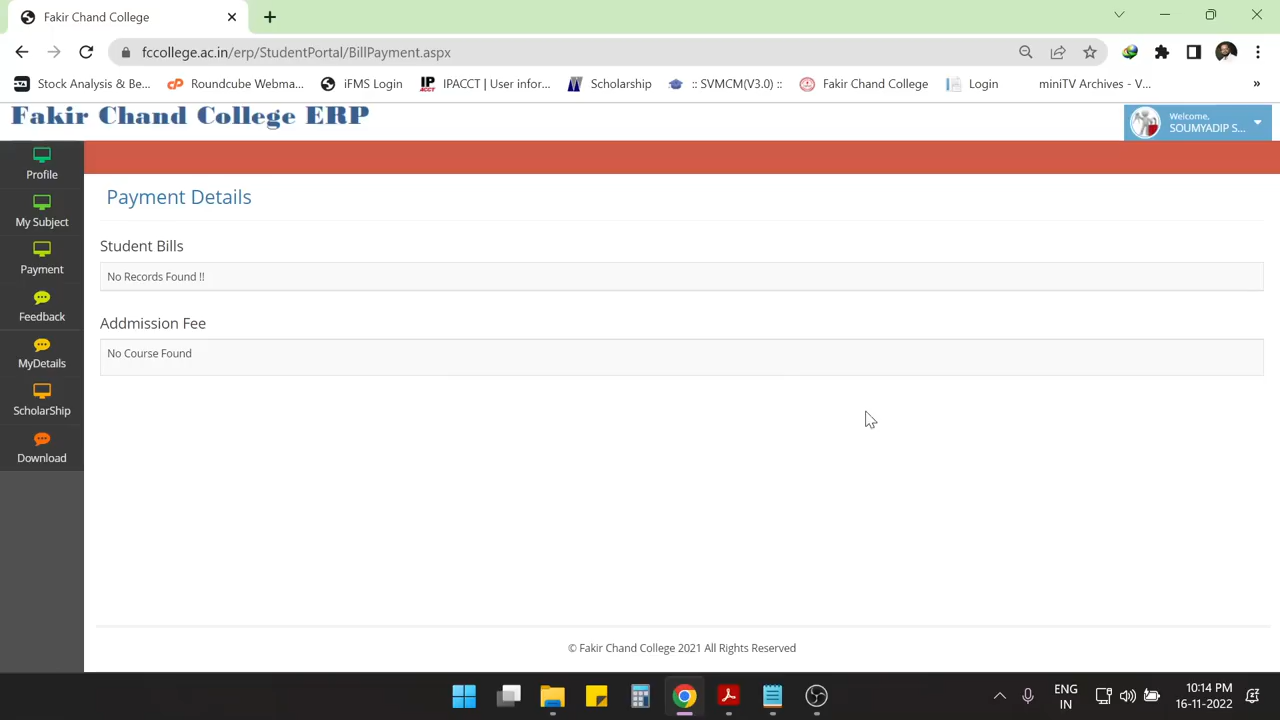 Fakir Chand College
fccollege.ac.in/erp/StudentPortal/BillPayment.aspx
Stock Analysis & Be...
Roundcube Webma...
iFMS Login
IPACCT | User infor...
Scholarship
:: SVMCM(V3.0) ::
Fakir Chand College
Login
miniTV Archives - V...
»
Fakir Chand College ERP
Welcome,
SOUMYADIP S...
Profile
My Subject
Payment
Feedback
MyDetails
ScholarShip
Download
Payment Details
Student Bills
No Records Found !!
Addmission Fee
No Course Found
© Fakir Chand College 2021 All Rights Reserved
ENG
IN
10:14 PM
16-11-2022